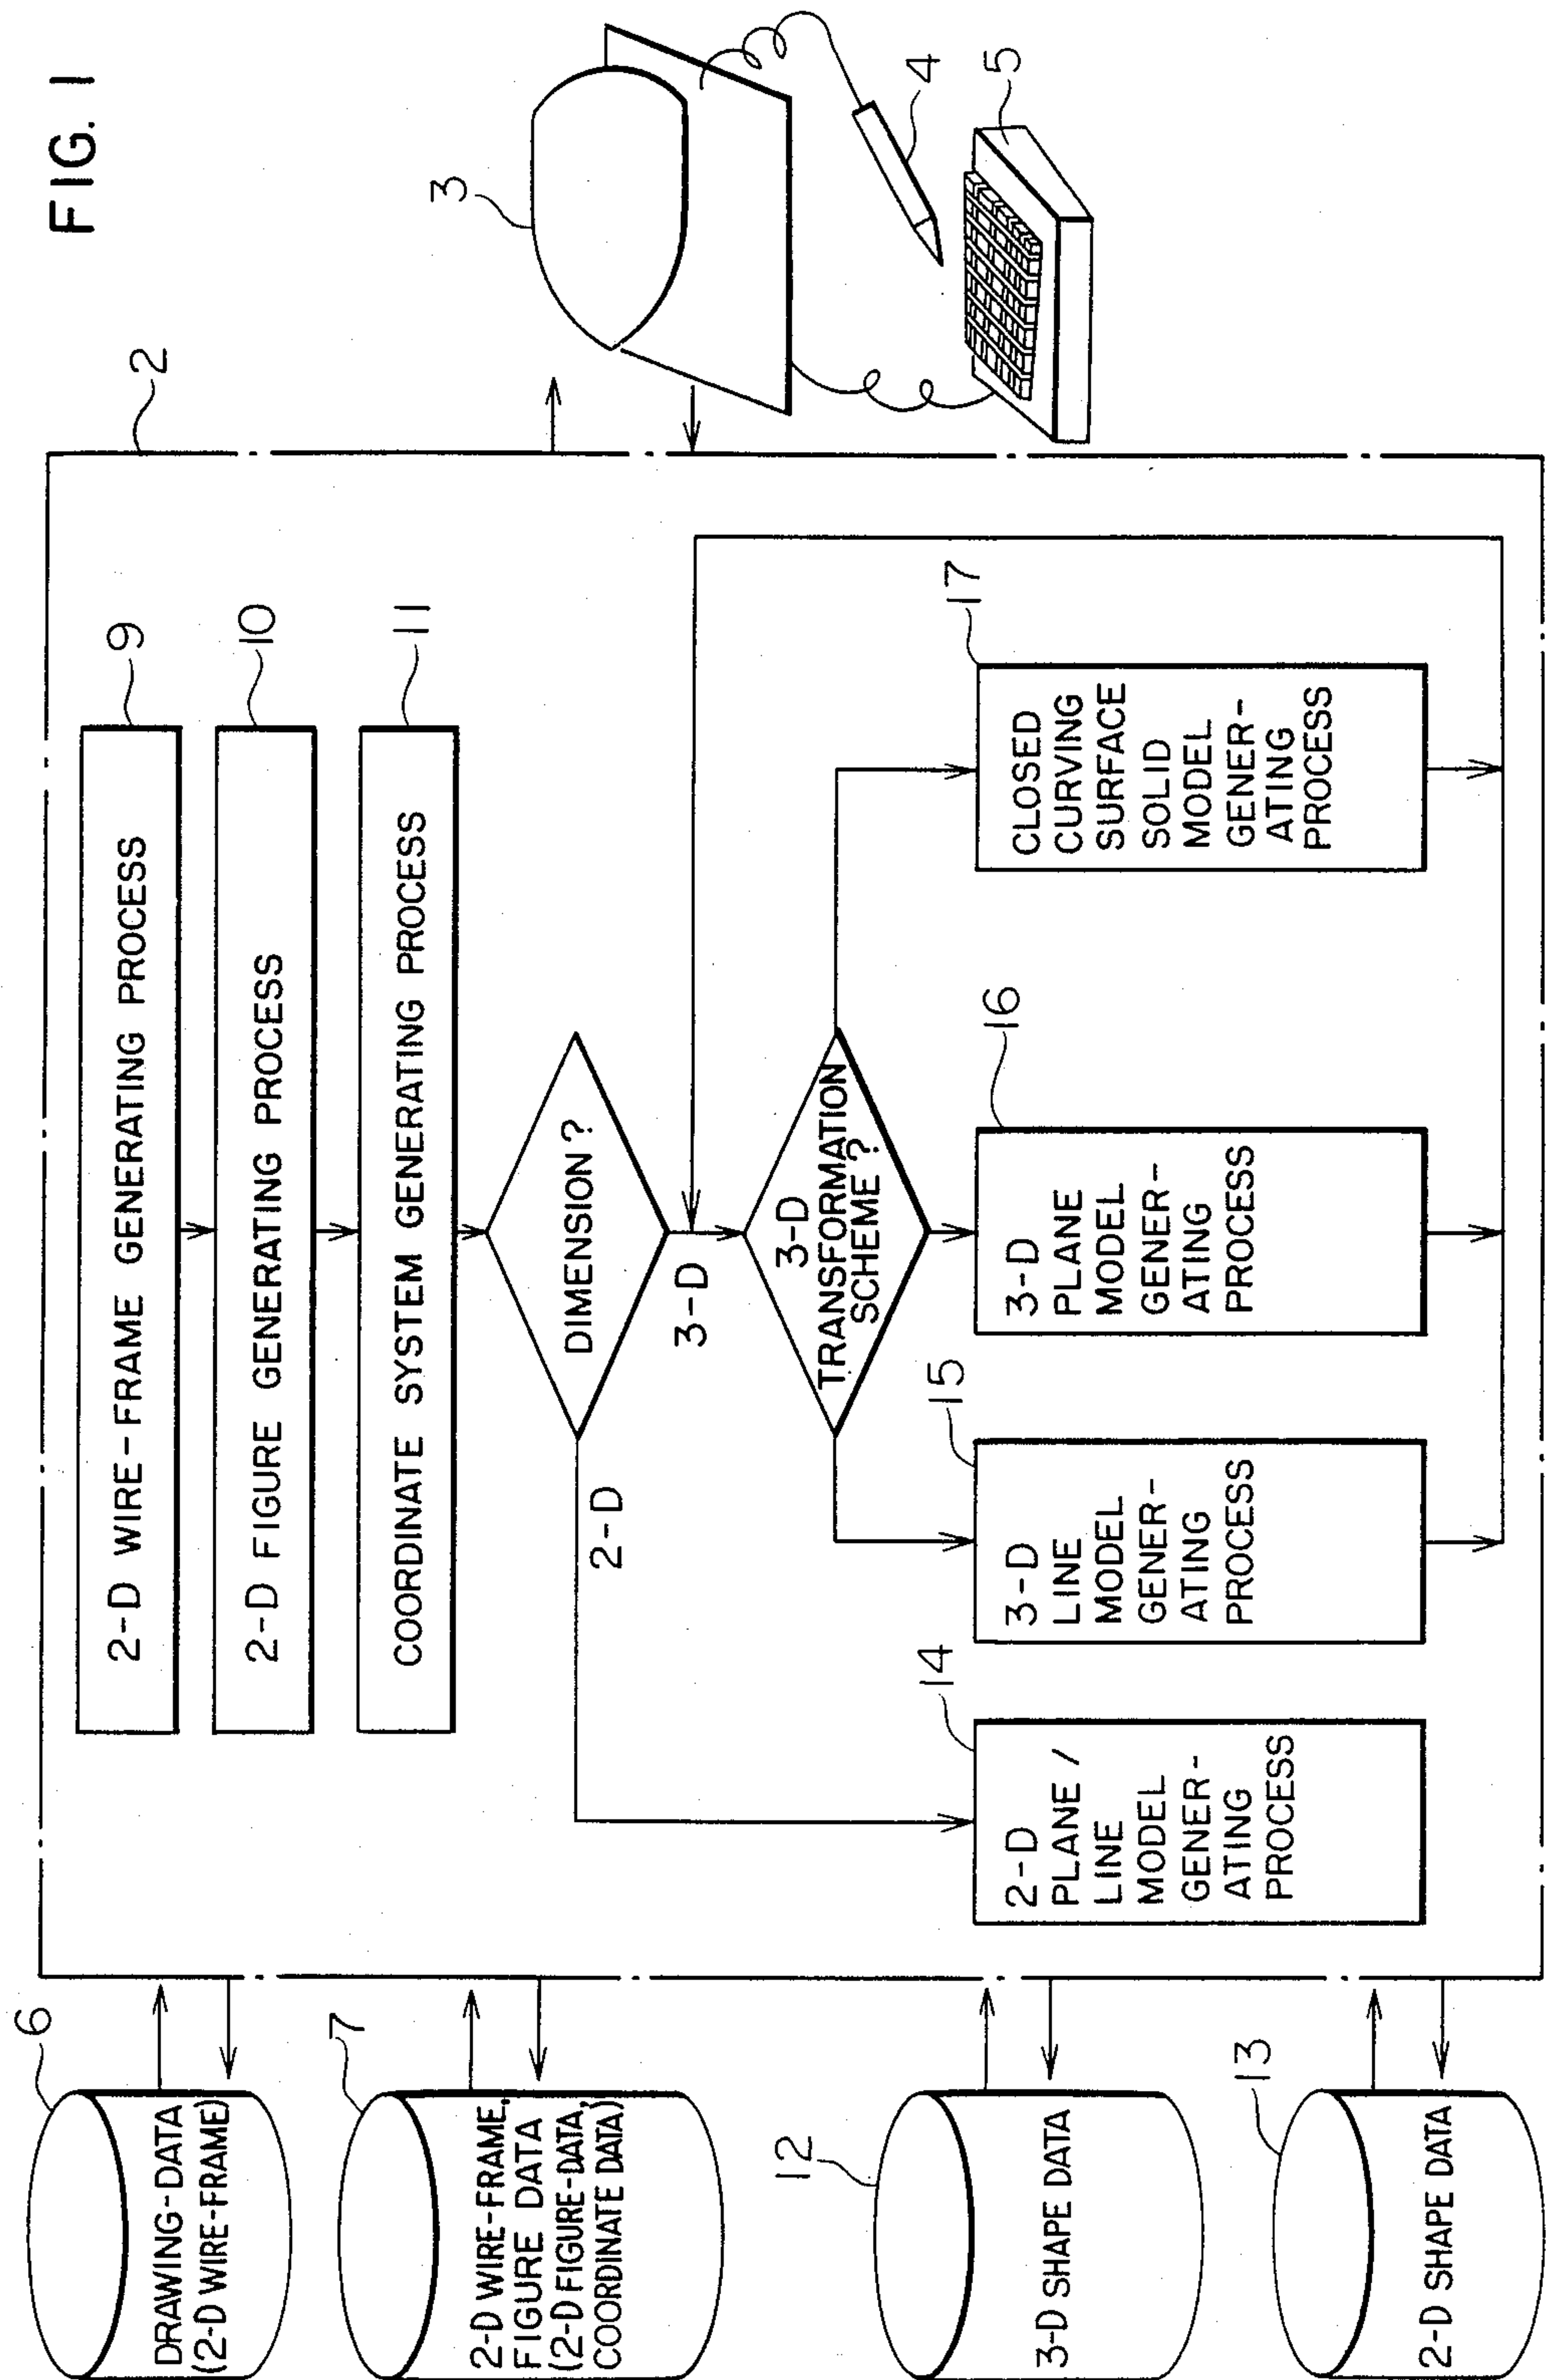 FIG. 1
6
DRAWING-DATA
(2-D WIRE-FRAME)
7
2-D WIRE-FRAME,
FIGURE DATA
(2-D FIGURE-DATA,
COORDINATE DATA)
12
3-D SHAPE DATA
13
2-D SHAPE DATA
2
2-D WIRE-FRAME GENERATING PROCESS
9
2-D FIGURE GENERATING PROCESS
10
COORDINATE SYSTEM GENERATING PROCESS
11
DIMENSION ?
2-D
3-D
3-D
TRANSFORMATION
SCHEME ?
14
2-D
PLANE /
LINE
MODEL
GENER-
ATING
PROCESS
15
3-D
LINE
MODEL
GENER-
ATING
PROCESS
16
3-D
PLANE
MODEL
GENER-
ATING
PROCESS
17
CLOSED
CURVING
SURFACE
SOLID
MODEL
GENER-
ATING
PROCESS
3
4
5